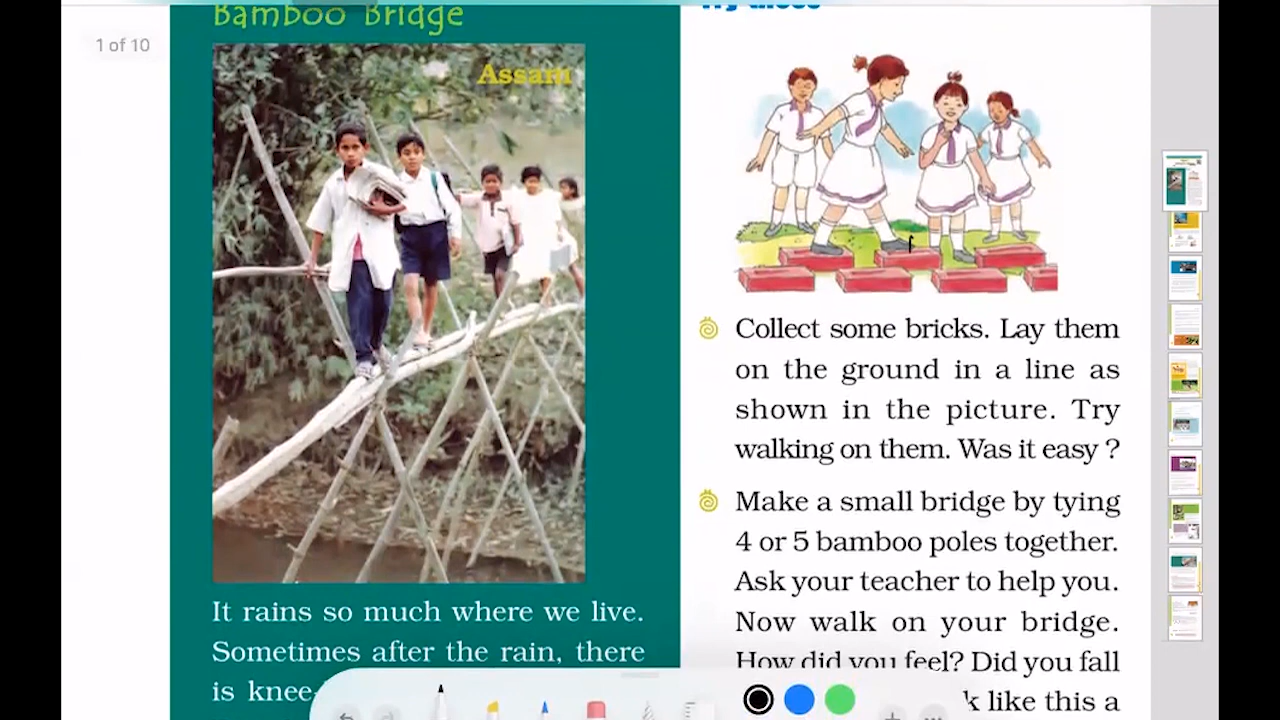 Bamboo Bridge
1 of 10
Assam
Collect some bricks. Lay them
on the ground in a line as
shown in the picture. Try
walking on them. Was it easy ?
Make a small bridge by tying
4 or 5 bamboo poles together.
Ask your teacher to help you.
Now walk on your bridge.
How did you feel? Did you fall
k like this a
It rains so much where we live.
Sometimes after the rain, there
is knee-